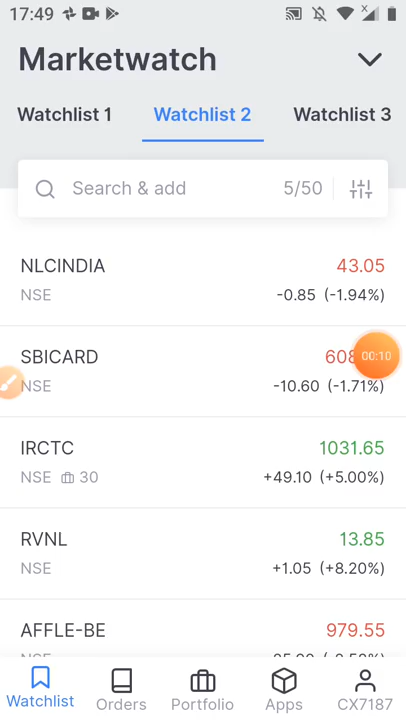 17:49
Marketwatch
Watchlist 1 Watchlist 2 Watchlist 3
Search & add 5/50
NLCINDIA 43.05
NSE -0.85 (-1.94%)
SBICARD 608
00:10
NSE -10.60 (-1.71%)
IRCTC 1031.65
NSE 30 +49.10 (+5.00%)
RVNL 13.85
NSE +1.05 (+8.20%)
AFFLE-BE 979.55
NSE
Watchlist Orders Portfolio Apps CX7187